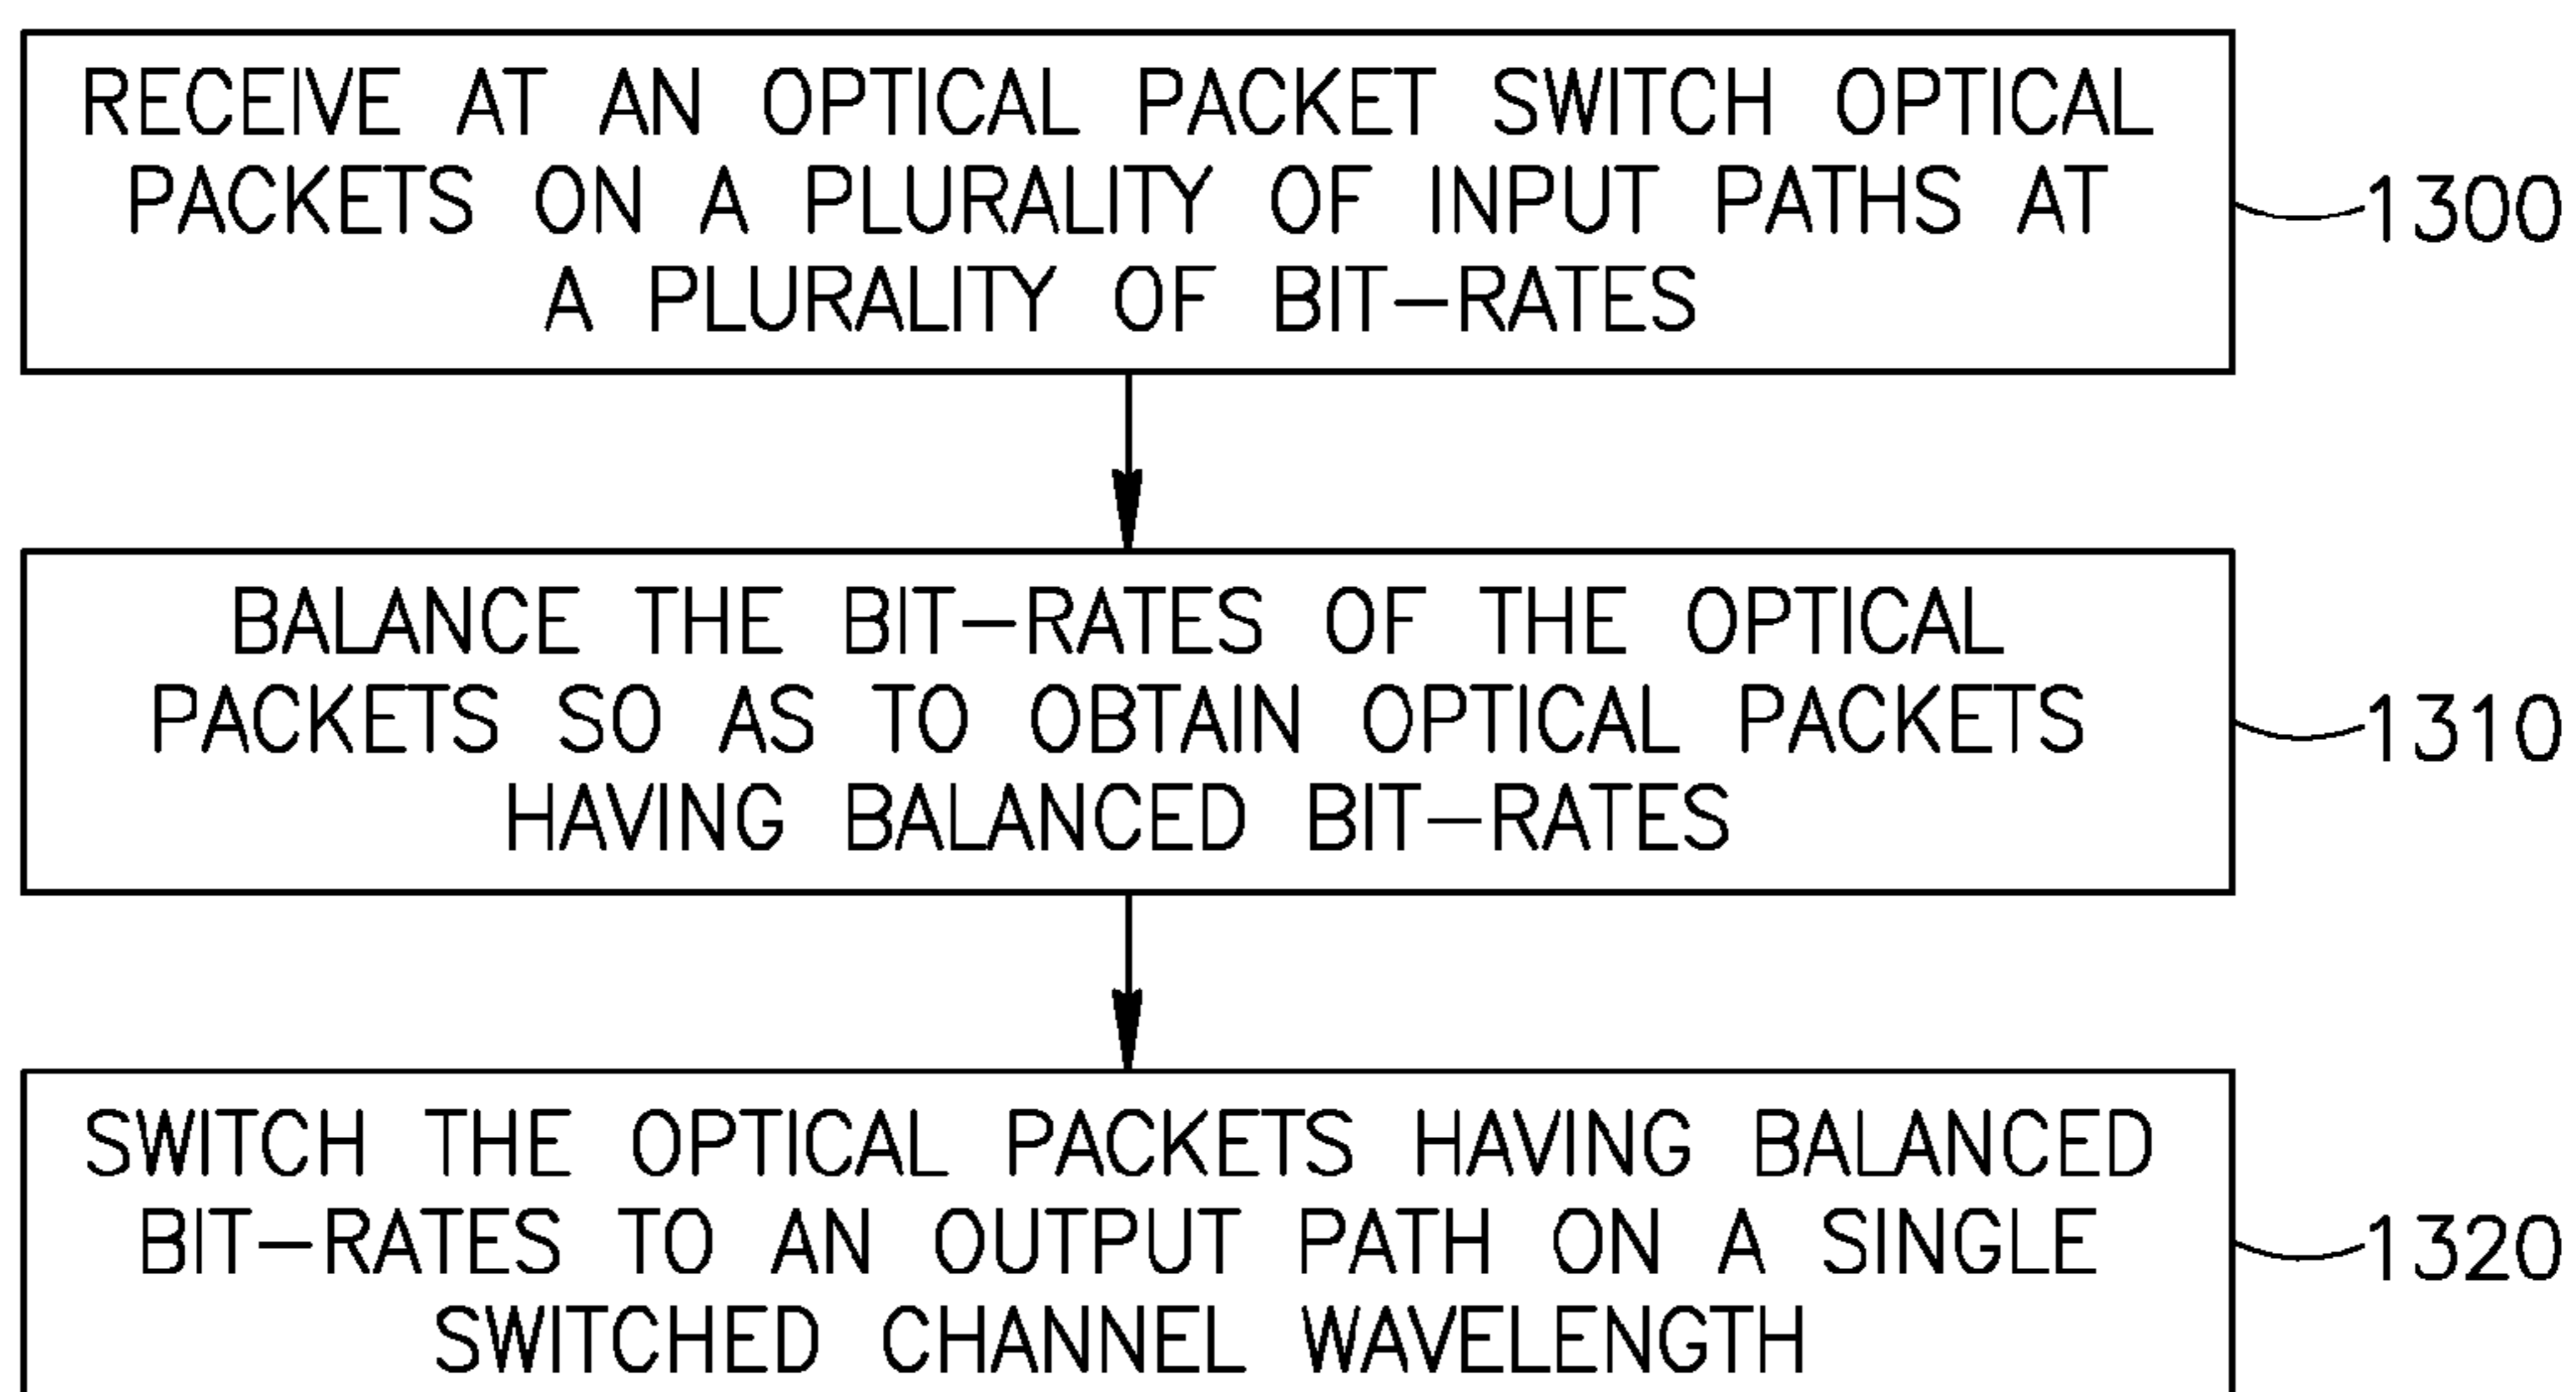 RECEIVE AT AN OPTICAL PACKET SWITCH OPTICAL
PACKETS ON A PLURALITY OF INPUT PATHS AT
A PLURALITY OF BIT-RATES
1300
BALANCE THE BIT-RATES OF THE OPTICAL
PACKETS SO AS TO OBTAIN OPTICAL PACKETS
HAVING BALANCED BIT-RATES
1310
SWITCH THE OPTICAL PACKETS HAVING BALANCED
BIT-RATES TO AN OUTPUT PATH ON A SINGLE
SWITCHED CHANNEL WAVELENGTH
1320